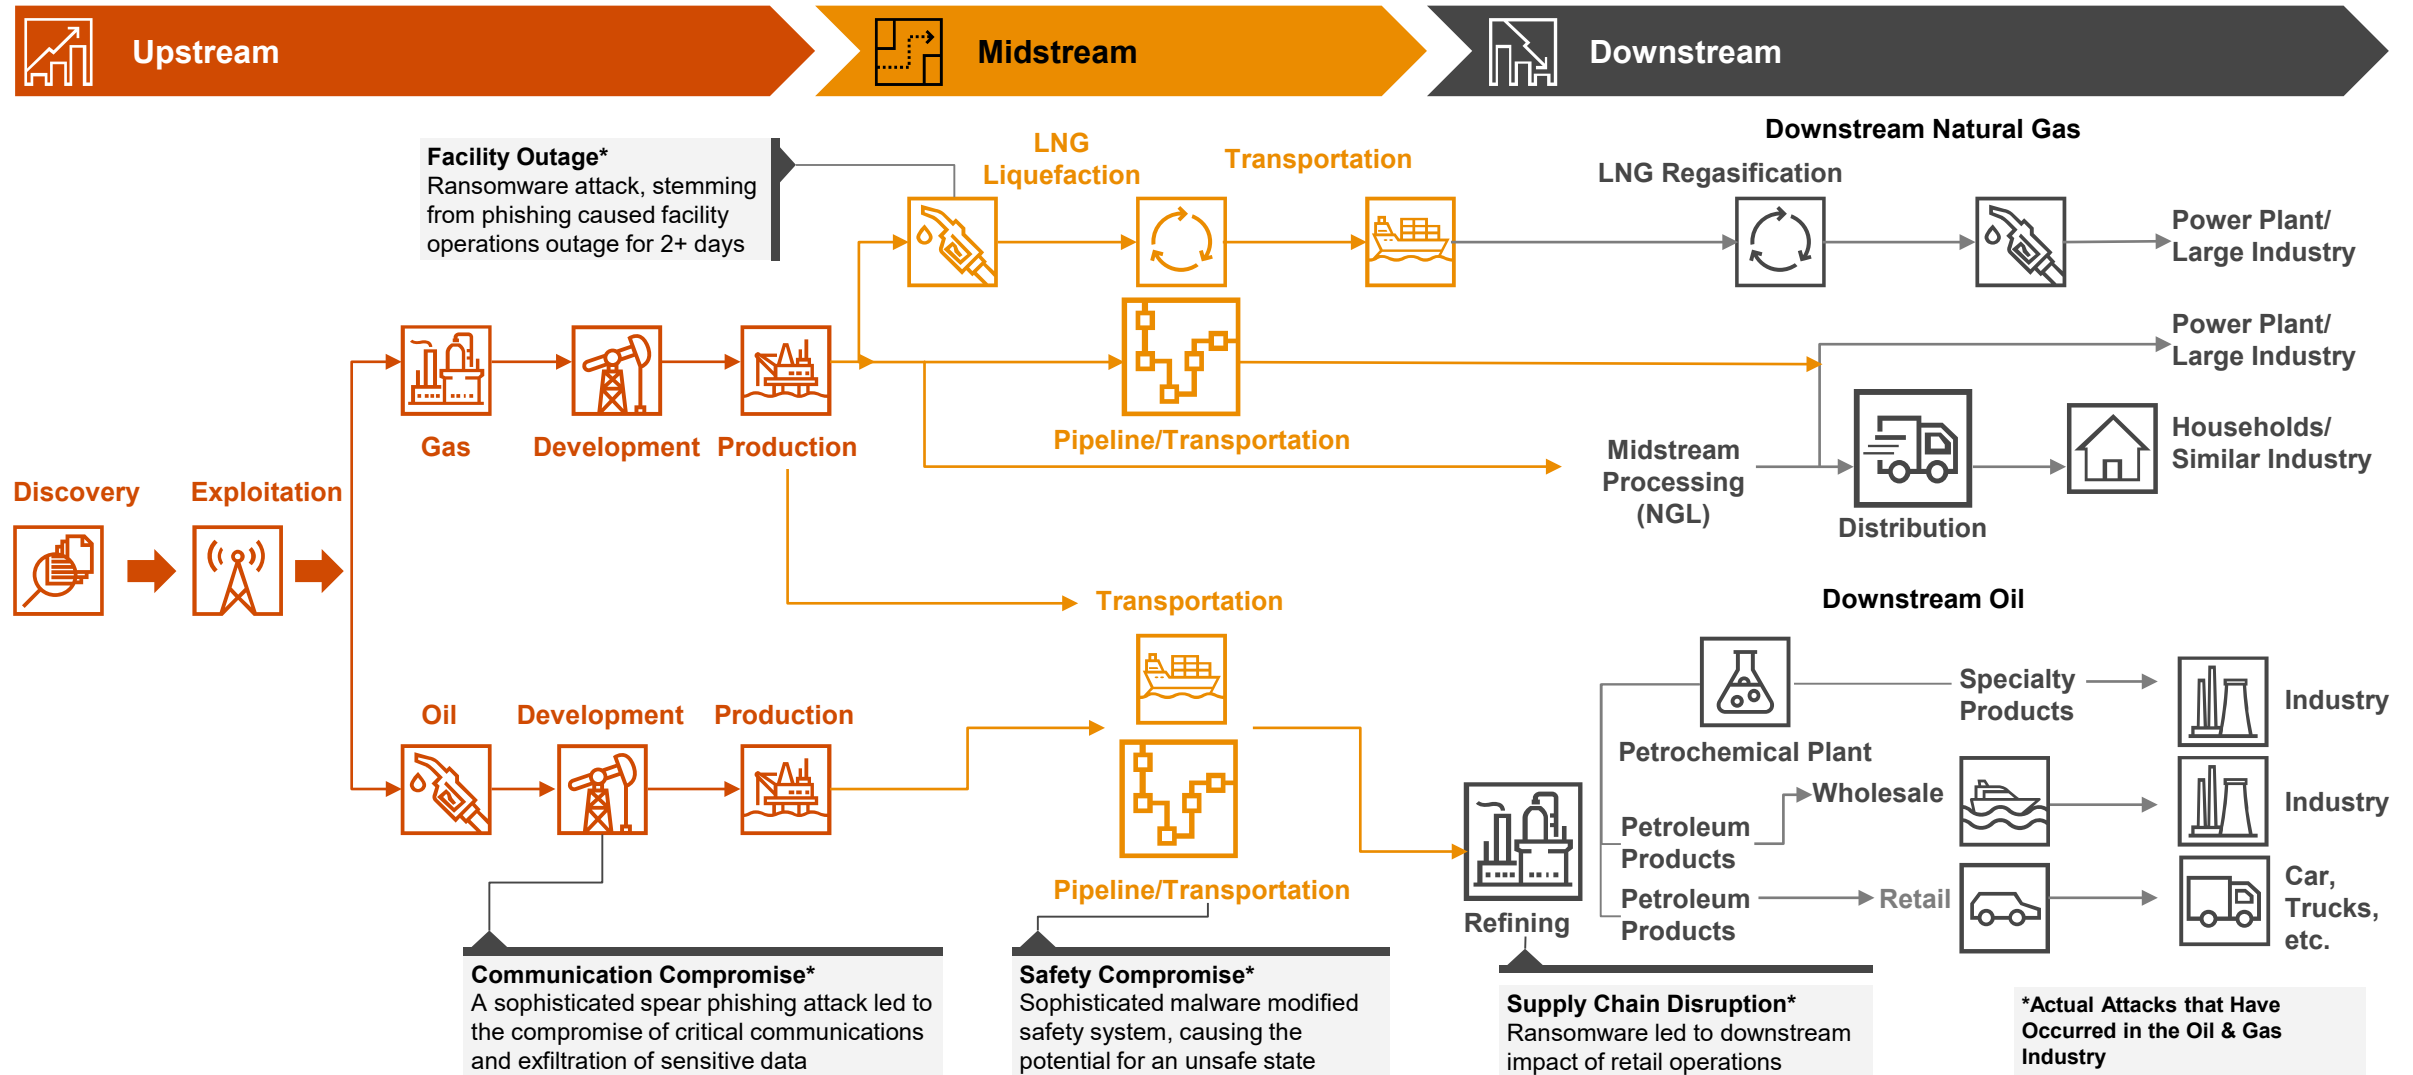 Upstream
Midstream
Downstream
Facility Outage*
Ransomware attack, stemming
from phishing caused facility
operations outage for 2+ days
LNG
Liquefaction
Transportation
Downstream Natural Gas
LNG Regasification
Power Plant/
Large Industry
Power Plant/
Large Industry
Gas
Development
Production
Pipeline/Transportation
Midstream
Processing
(NGL)
Distribution
Households/
Similar Industry
Discovery
Exploitation
Transportation
Downstream Oil
Oil
Development
Production
Pipeline/Transportation
Refining
Petrochemical Plant
Specialty
Products
Industry
Petroleum
Products
Wholesale
Industry
Petroleum
Products
Retail
Car,
Trucks,
etc.
Communication Compromise*
A sophisticated spear phishing attack led to
the compromise of critical communications
and exfiltration of sensitive data
Safety Compromise*
Sophisticated malware modified
safety system, causing the
potential for an unsafe state
Supply Chain Disruption*
Ransomware led to downstream
impact of retail operations
*Actual Attacks that Have
Occurred in the Oil & Gas
Industry